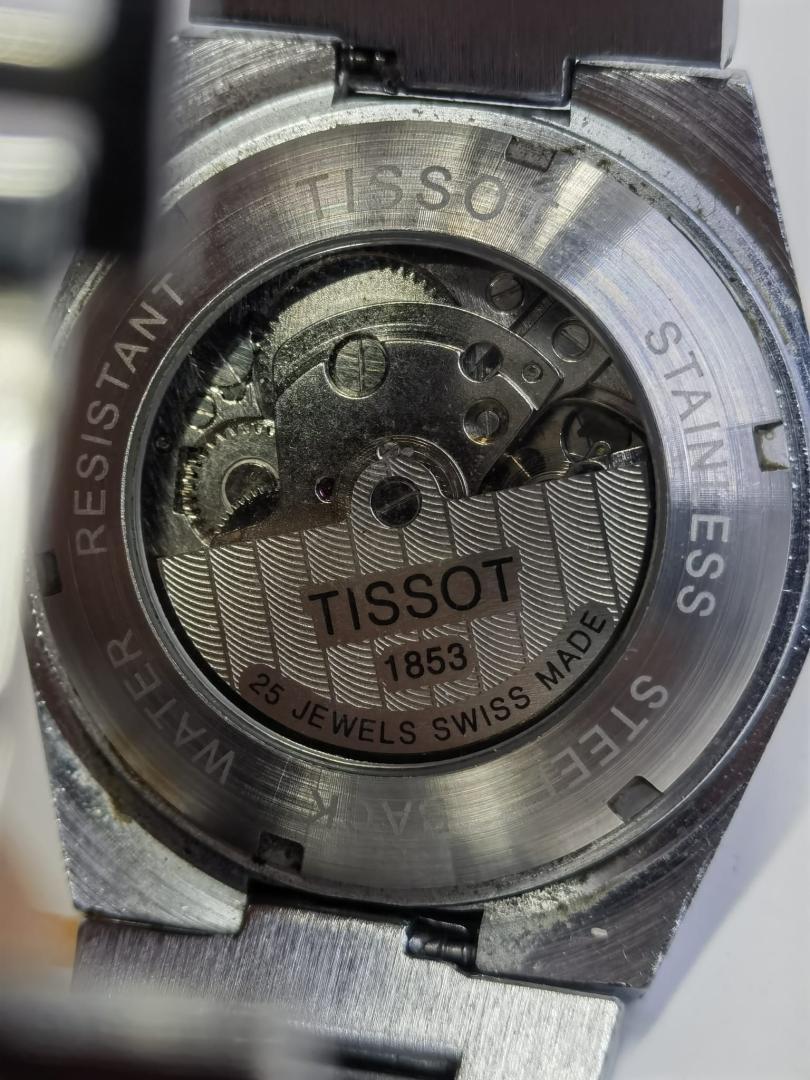 TISSOT
STAINLESS
STEEL
BACK
WATER
RESISTANT
TISSOT
1853
25 JEWELS SWISS MADE